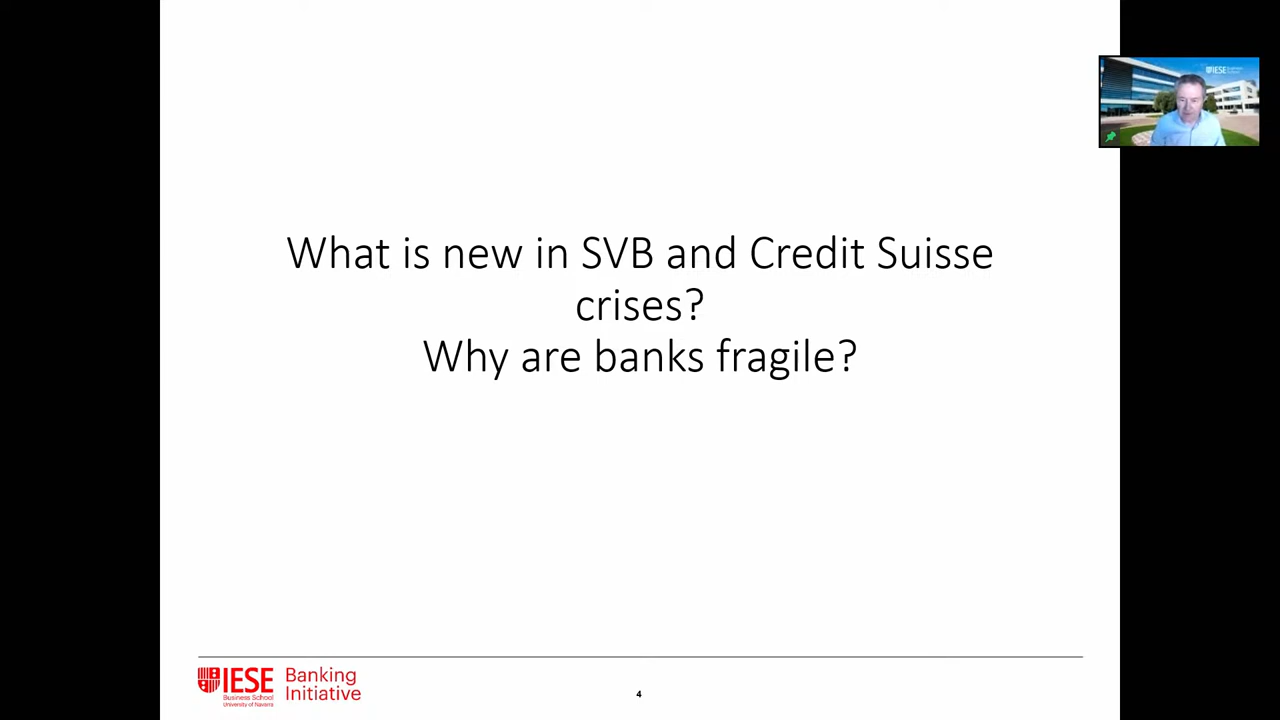 What is new in SVB and Credit Suisse
crises?
Why are banks fragile?
IESE
Business School
University of Navarra
Banking
Initiative
4
IESE